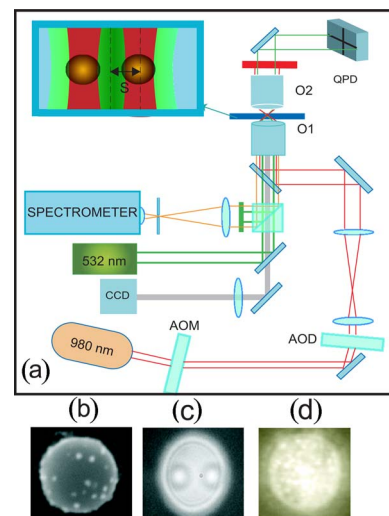 QPD
O2
O1
S
SPECTROMETER
532 nm
CCD
AOM
AOD
980 nm
(a)
(b) (c) (d)